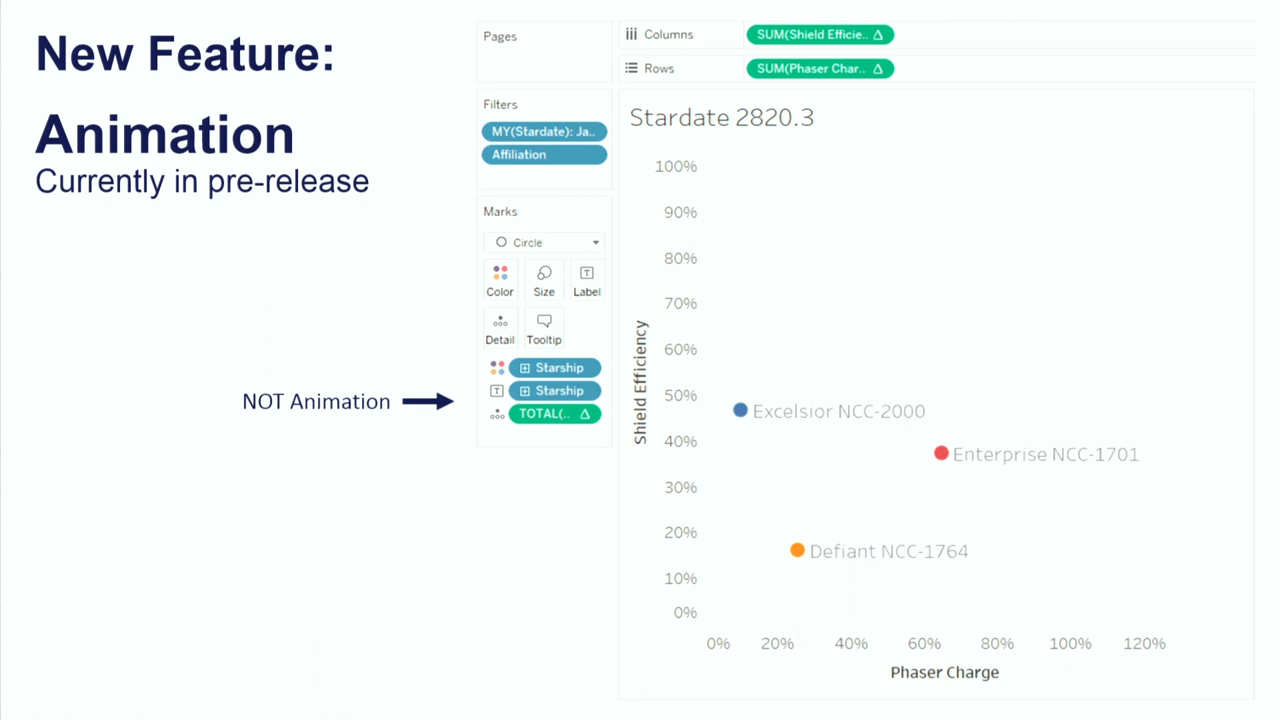 New Feature:
Animation
Currently in pre-release
NOT Animation
Pages
Filters
MY(Stardate): Ja..
Affiliation
Marks
Circle
Color
Size
Label
Detail
Tooltip
Starship
Starship
TOTAL(..
Columns
SUM(Shield Efficie..
Rows
SUM(Phaser Char..
Stardate 2820.3
100%
90%
80%
70%
60%
50%
40%
30%
20%
10%
0%
Shield Efficiency
Excelsior NCC-2000
Enterprise NCC-1701
Defiant NCC-1764
0%
20%
40%
60%
80%
100%
120%
Phaser Charge